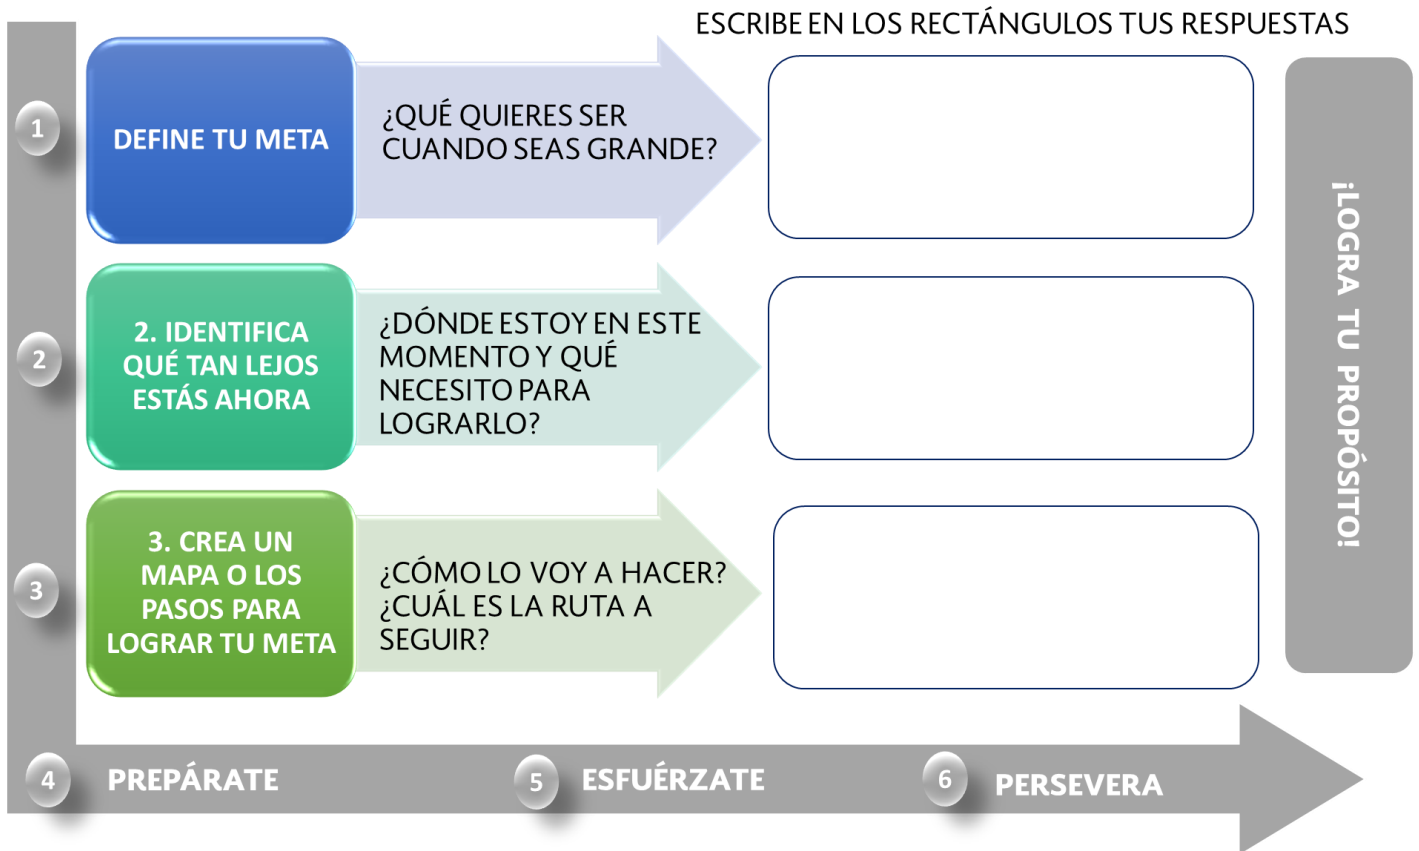 ESCRIBE EN LOS RECTÁNGULOS TUS RESPUESTAS
1
DEFINE TU META
¿QUÉ QUIERES SER
CUANDO SEAS GRANDE?
2
2. IDENTIFICA
QUÉ TAN LEJOS
ESTÁS AHORA
¿DÓNDE ESTOY EN ESTE
MOMENTO Y QUÉ
NECESITO PARA
LOGRARLO?
3
3. CREA UN
MAPA O LOS
PASOS PARA
LOGRAR TU META
¿CÓMO LO VOY A HACER?
¿CUÁL ES LA RUTA A
SEGUIR?
¡LOGRA TU PROPÓSITO!
4 PREPÁRATE
5 ESFUÉRZATE
6 PERSEVERA